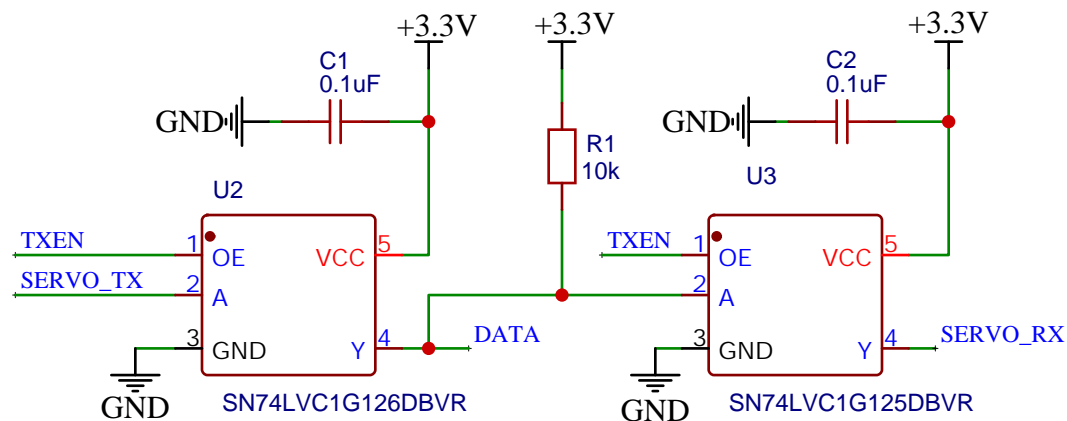 +3.3V
+3.3V
+3.3V
C1
0.1uF
C2
0.1uF
GND
GND
R1
10k
U2
U3
TXEN
1
OE
VCC
5
TXEN
1
OE
VCC
5
SERVO_TX
2
A
2
A
3
GND
Y
4
DATA
3
GND
Y
4
SERVO_RX
GND
SN74LVC1G126DBVR
GND
SN74LVC1G125DBVR